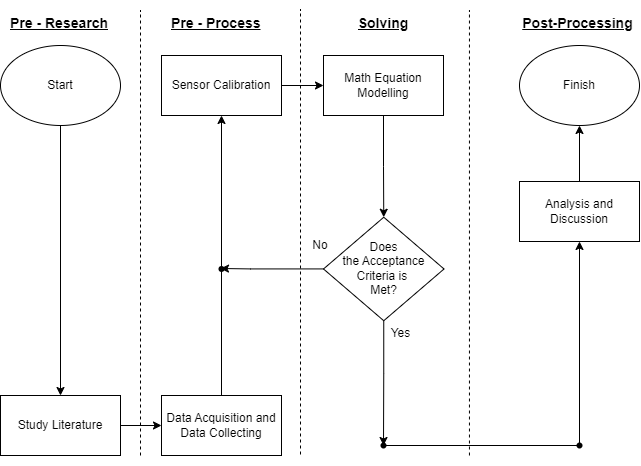 Pre - Research
Pre - Process
Solving
Post-Processing
Start
Sensor Calibration
Math Equation
Modelling
Finish
Analysis and
Discussion
No
Does
the Acceptance
Criteria is
Met?
Yes
Study Literature
Data Acquisition and
Data Collecting